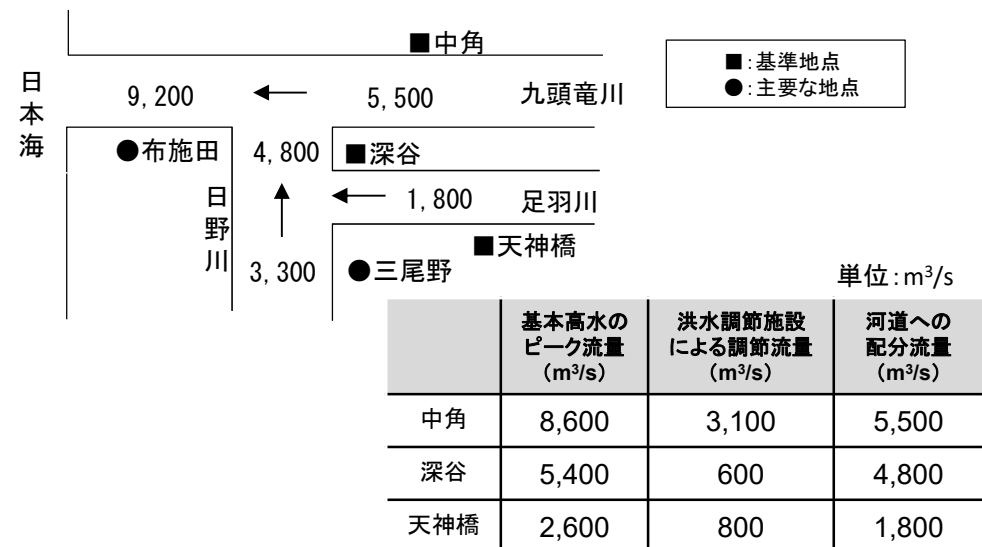 ■中角
■:基準地点
●:主要な地点
日本海
9,200
5,500
九頭竜川
●布施田
4,800
■深谷
日野川
1,800
足羽川
■天神橋
3,300
●三尾野
単位:m³/s
基本高水の
ピーク流量
(m³/s)
洪水調節施設
による調節流量
(m³/s)
河道への
配分流量
(m³/s)
中角 8,600 3,100 5,500
深谷 5,400 600 4,800
天神橋 2,600 800 1,800